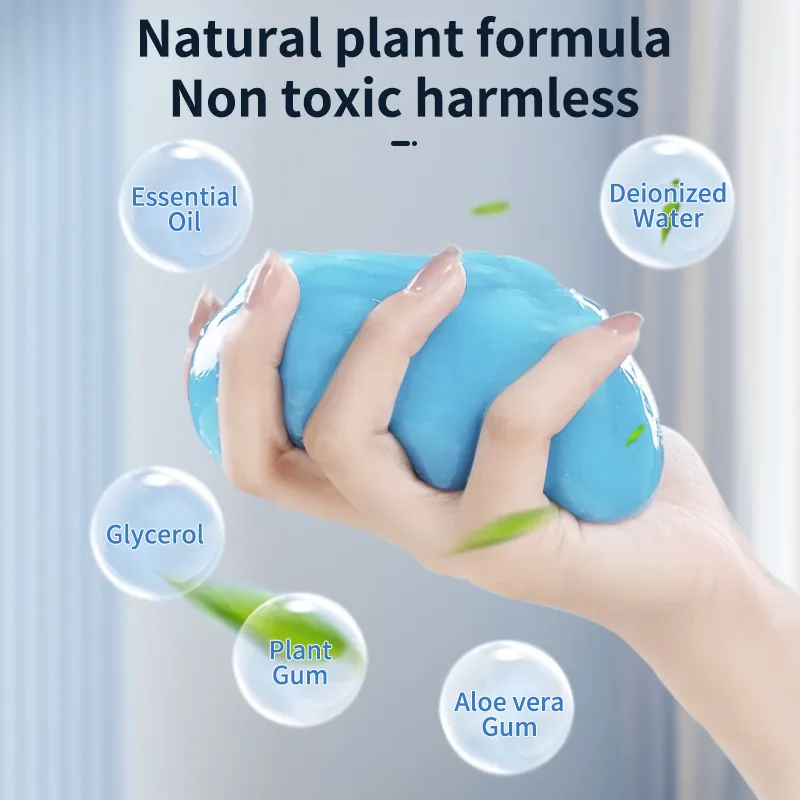 Natural plant formula
Non toxic harmless
Essential
Oil
Deionized
Water
Glycerol
Plant
Gum
Aloe vera
Gum